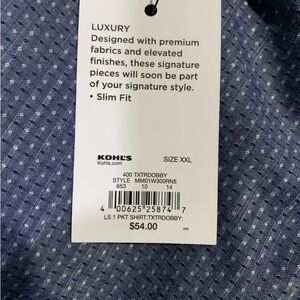 LUXURY
Designed with premium
fabrics and elevated
finishes, these signature
pieces will soon be part
of your signature style.
• Slim Fit
KOHL'S
Kohls.com
SIZE XXL
400 TXTRDOBBY
STYLE MM01W300RN5
653 10 14
4 00625 25874 7
LS 1 PKT SHIRT:TXTRDOBBY:
$54.00